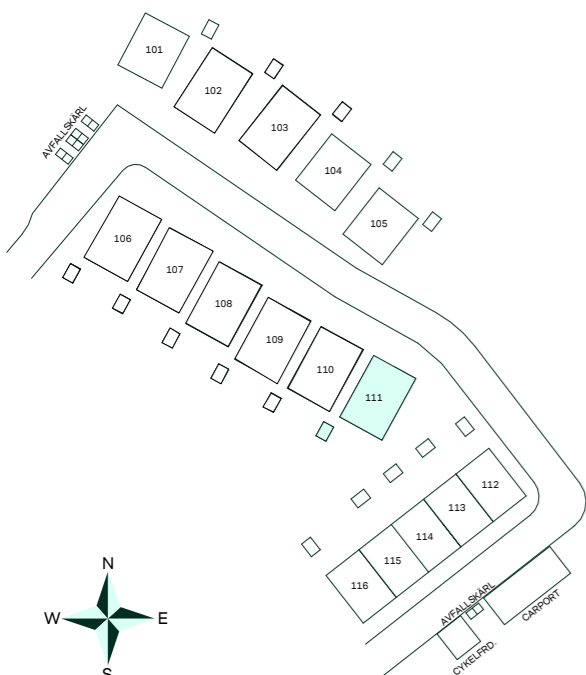 101
102
103
AVFALLSKÄRL
104
105
106
107
108
109
110
111
112
113
114
115
116
N
W
E
S
AVFALLSKÄRL
CARPORT
CYKELFRD.